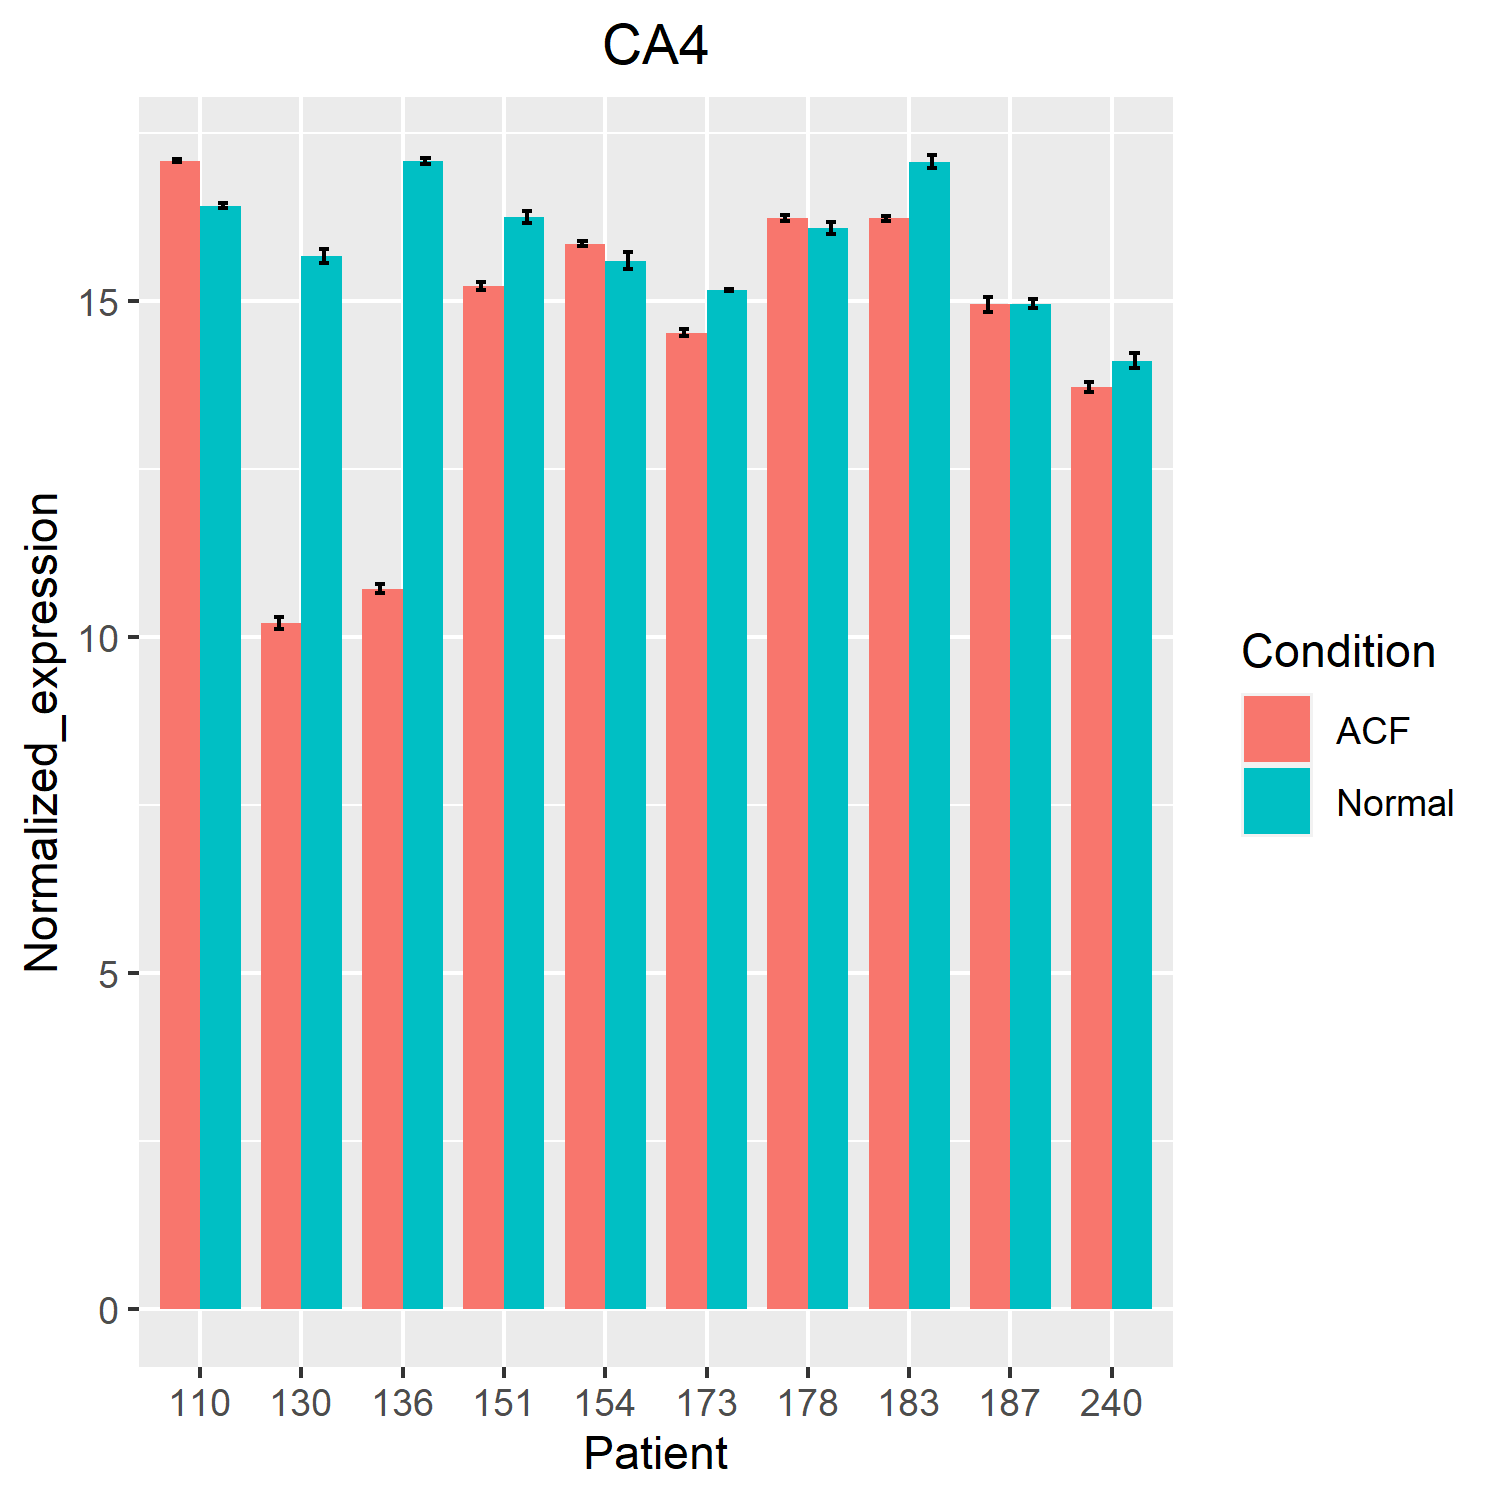 CA4
Normalized_expression
15
10
5
0
110 130 136 151 154 173 178 183 187 240
Patient
Condition
ACF
Normal